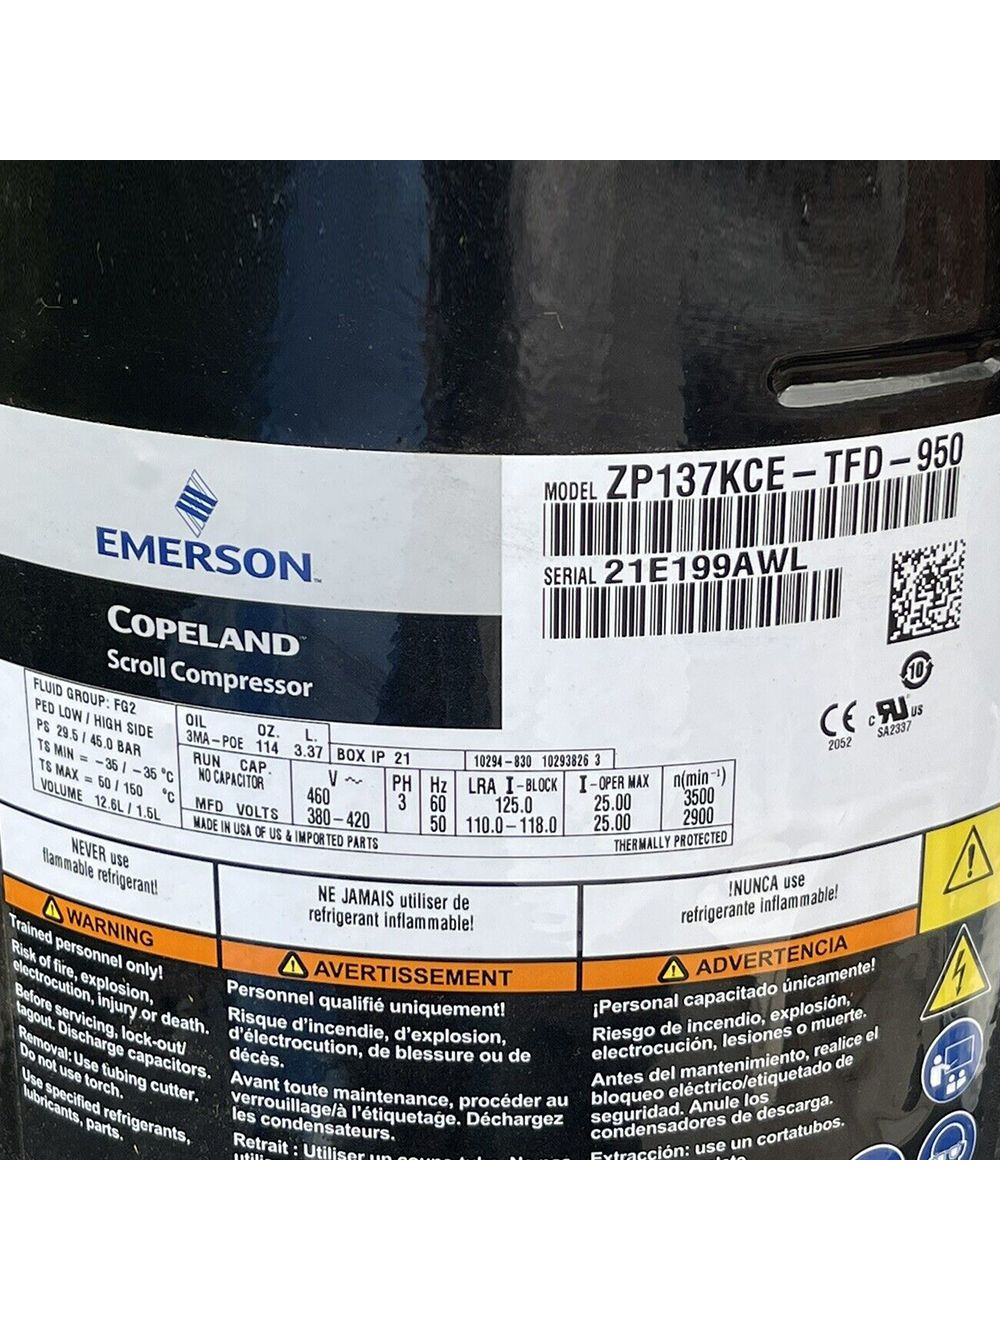 EMERSON™
COPELAND™
Scroll Compressor
MODEL ZP137KCE-TFD-950
SERIAL 21E199AWL
10
CE
2052
c RU US
SA2337
FLUID GROUP: FG2
PED LOW / HIGH SIDE
PS 29.5 / 45.0 BAR
TS MIN = -35 / -35 °C
TS MAX = 50 / 150 °C
VOLUME 12.6L / 1.5L
OIL OZ. L.
3MA-POE 114 3.37
BOX IP 21
10294-830 10293826 3
RUN CAP
NO CAPACITOR
MFD VOLTS
V ~
460
380-420
PH
3
Hz
60
50
LRA I-BLOCK
125.0
110.0-118.0
I-OPER MAX
25.00
25.00
n(min⁻¹)
3500
2900
MADE IN USA OF US & IMPORTED PARTS
THERMALLY PROTECTED
NEVER use
flammable refrigerant!
WARNING
Trained personnel only!
Risk of fire, explosion,
electrocution, injury or death.
Before servicing, lock-out/
tagout. Discharge capacitors.
Removal: Use tubing cutter.
Do not use torch.
Use specified refrigerants,
lubricants, parts.
NE JAMAIS utiliser de
refrigerant inflammable!
AVERTISSEMENT
Personnel qualifié uniquement!
Risque d'incendie, d'explosion,
d'électrocution, de blessure ou de
décès.
Avant toute maintenance, procéder au
verrouillage/à l'étiquetage. Déchargez
les condensateurs.
Retrait : Utiliser un
!NUNCA use
refrigerante inflammable!
ADVERTENCIA
¡Personal capacitado únicamente!
Riesgo de incendio, explosión,
electrocución, lesiones o muerte.
Antes del mantenimiento, realice el
bloqueo eléctrico/etiquetado de
seguridad. Anule los
condensadores de descarga.
Extracción: use un cortatubos.